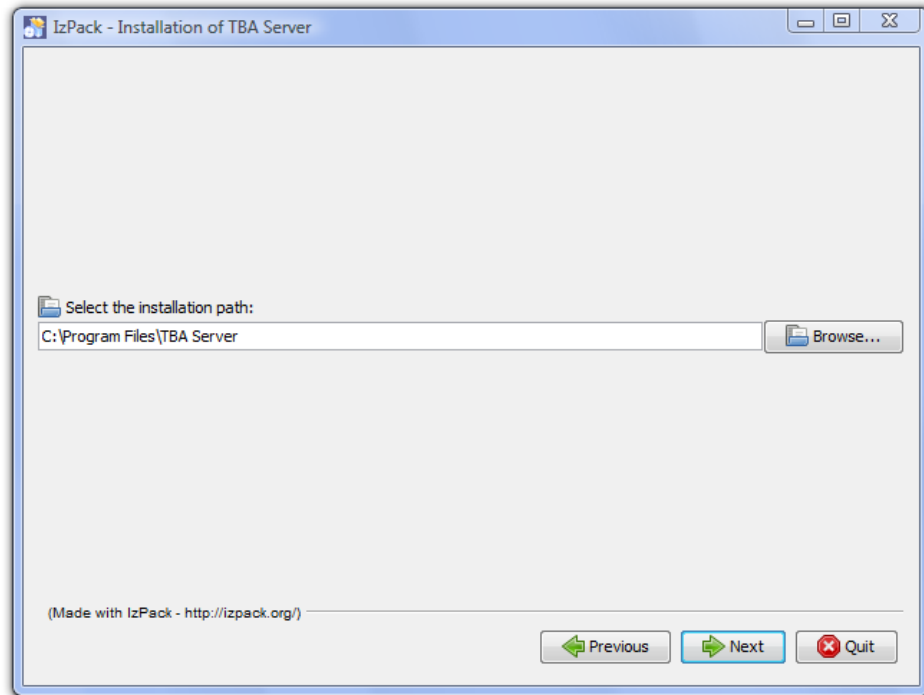 IzPack - Installation of TBA Server
Select the installation path:
C:\Program Files\TBA Server
Browse...
(Made with IzPack - http://izpack.org/)
Previous
Next
Quit